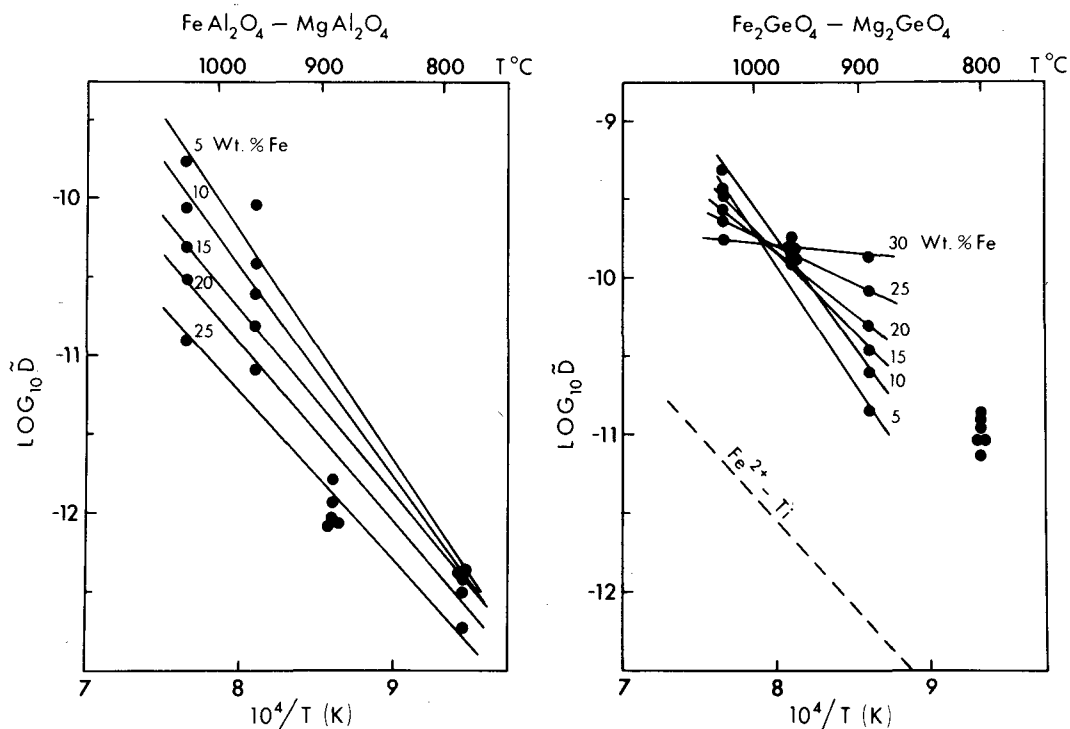 FeAl₂O₄ – MgAl₂O₄
1000 900 800 T°C
5 Wt. % Fe
10
15
20
25
-10
-11
-12
LOG₁₀ D̃
7 8 9
10⁴/T (K)
Fe₂GeO₄ – Mg₂GeO₄
1000 900 800 T°C
-9
-10
-11
-12
LOG₁₀ D̃
30 Wt. % Fe
25
20
15
10
5
Fe²⁺- Ti
7 8 9
10⁴/T (K)